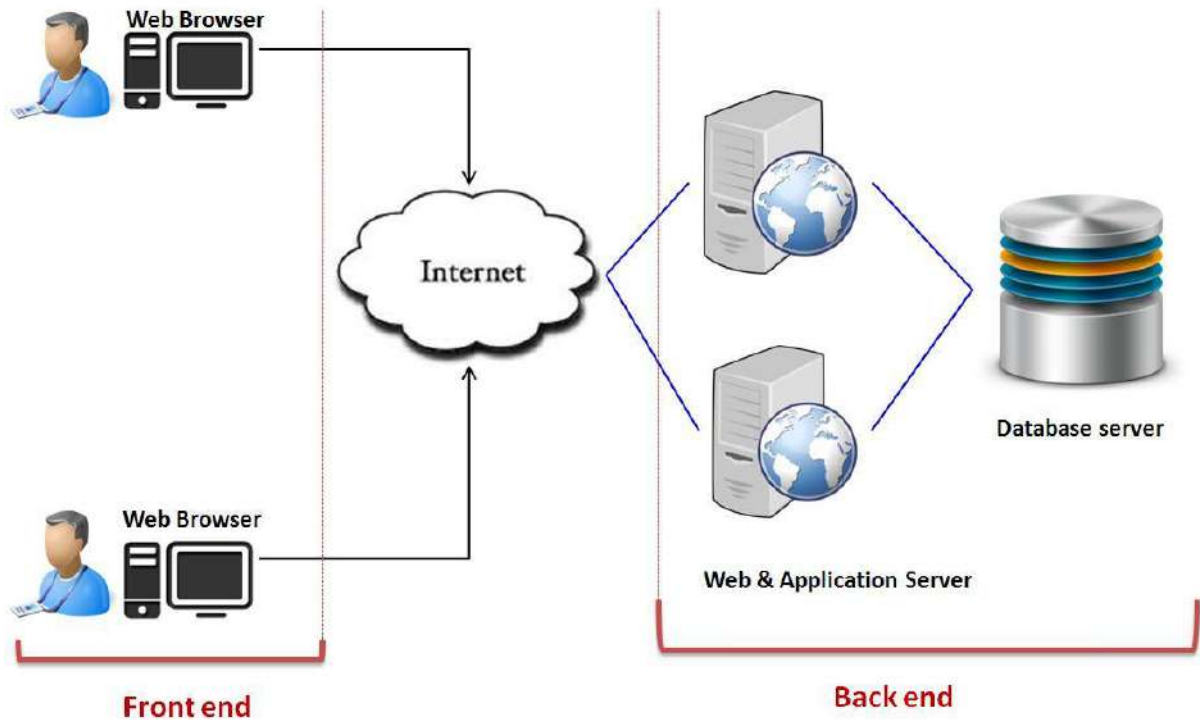 Web Browser
Internet
Database server
Web Browser
Web & Application Server
Front end
Back end